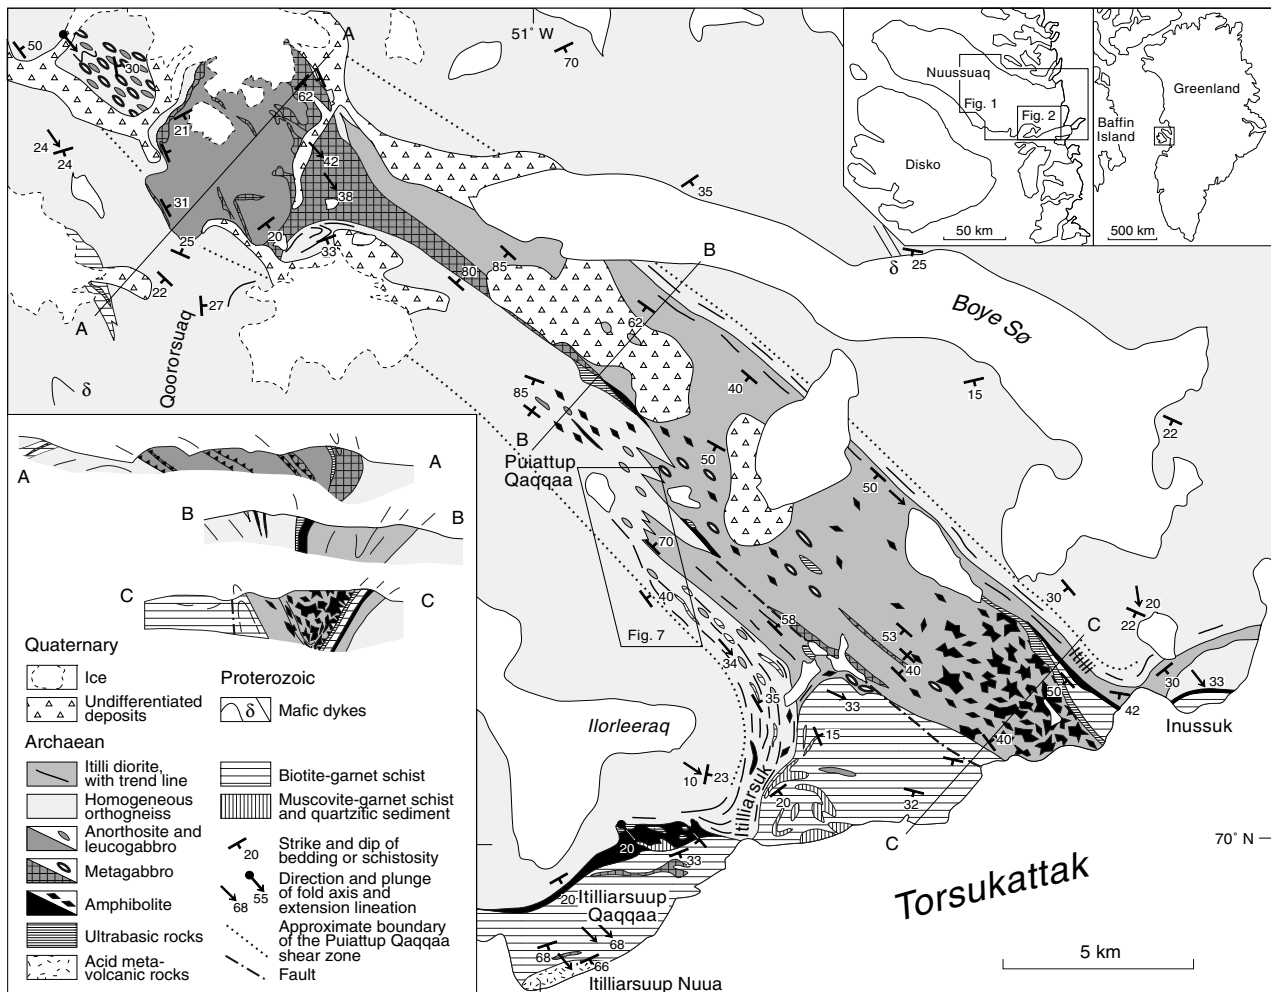 51° W
A
50
30
70
62
21
24
24
42
38
35
31
20
25
33
22
27
A
80
85
B
62
δ
25
Nuussuaq
Fig. 1
Fig. 2
Disko
50 km
Greenland
Baffin
Island
500 km
Boye Sø
Qoororsuaq
δ
40
15
22
85
B
Puiattup
Qaqqaa
50
50
70
40
Fig. 7
58
53
34
40
35
33
30
20
22
C
50
30
33
42
Inussuk
40
Ilorleeraq
10
23
15
20
32
Itiliarsuk
C
70° N
20
33
20
Itilliarsuup
Qaqqaa
68
68
66
Itilliarsuup Nuua
Torsukattak
5 km
A
A
B
B
C
C
Quaternary
Ice
Undifferentiated
deposits
Proterozoic
δ
Mafic dykes
Archaean
Itilli diorite,
with trend line
Homogeneous
orthogneiss
Anorthosite and
leucogabbro
Metagabbro
Amphibolite
Ultrabasic rocks
Acid meta-
volcanic rocks
Biotite-garnet schist
Muscovite-garnet schist
and quartzitic sediment
20
Strike and dip of
bedding or schistosity
68
55
Direction and plunge
of fold axis and
extension lineation
Approximate boundary
of the Puiattup Qaqqaa
shear zone
Fault